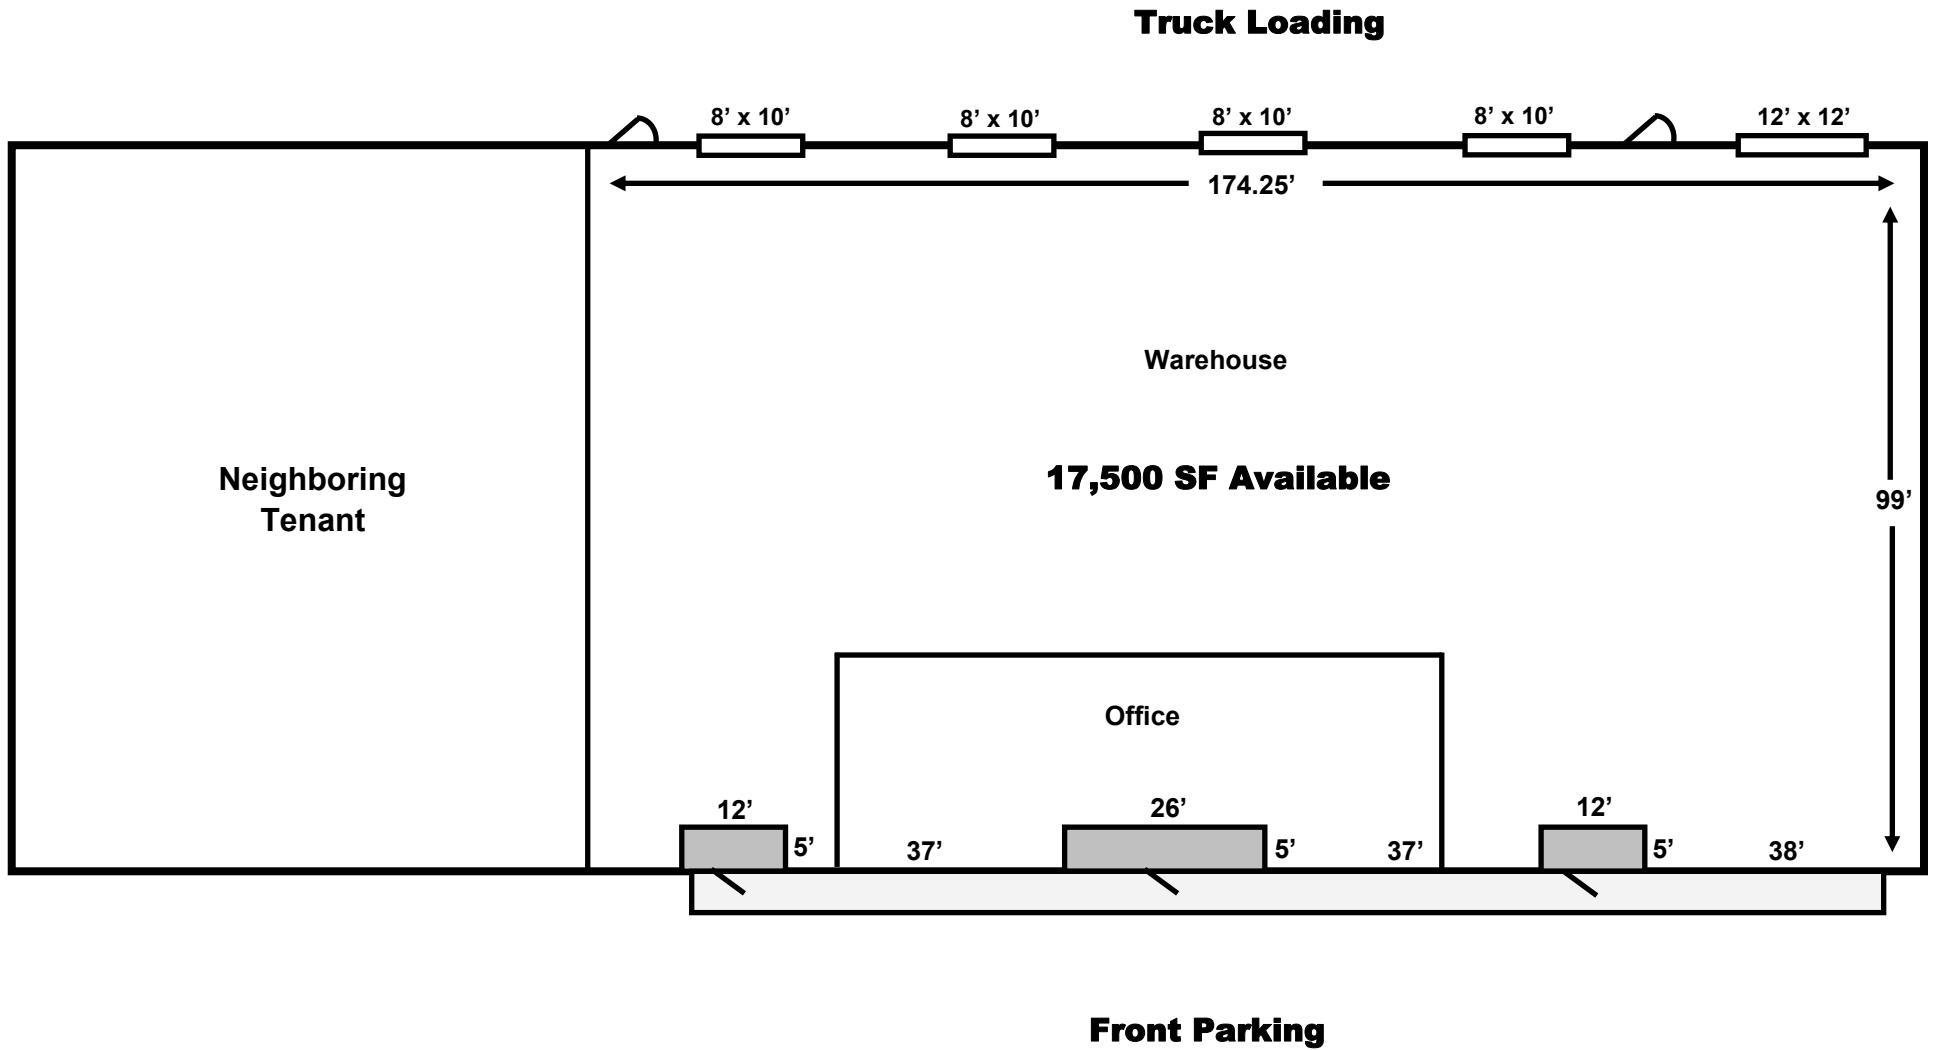 Truck Loading
8’ x 10’
8’ x 10’
8’ x 10’
8’ x 10’
12’ x 12’
174.25’
Warehouse
17,500 SF Available
Neighboring
Tenant
99’
Office
12’
26’
12’
5’
37’
5’
37’
5’
38’
Front Parking